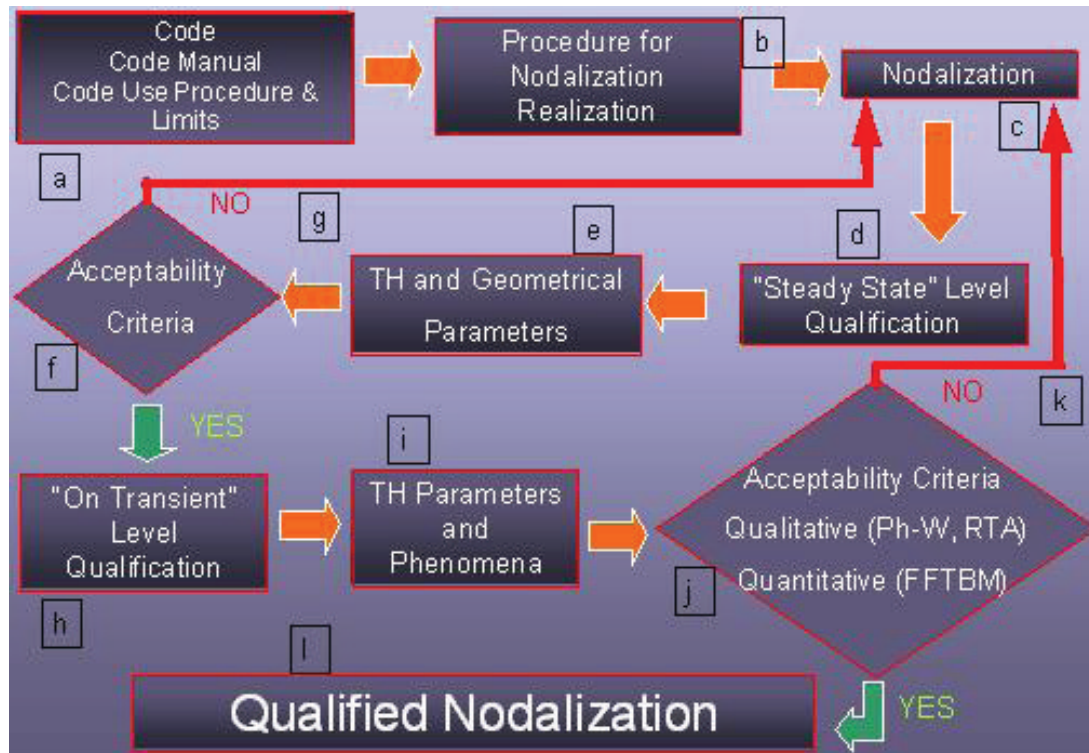 Code
Code Manual
Code Use Procedure &
Limits
a
Procedure for
Nodalization
Realization
b
Nodalization
c
NO
g
e
d
Acceptability
Criteria
f
TH and Geometrical
Parameters
"Steady State" Level
Qualification
NO
k
YES
i
"On Transient"
Level
Qualification
h
TH Parameters
and
Phenomena
Acceptability Criteria
Qualitative (Ph-W, RTA)
Quantitative (FFTBM)
j
l
Qualified Nodalization
YES